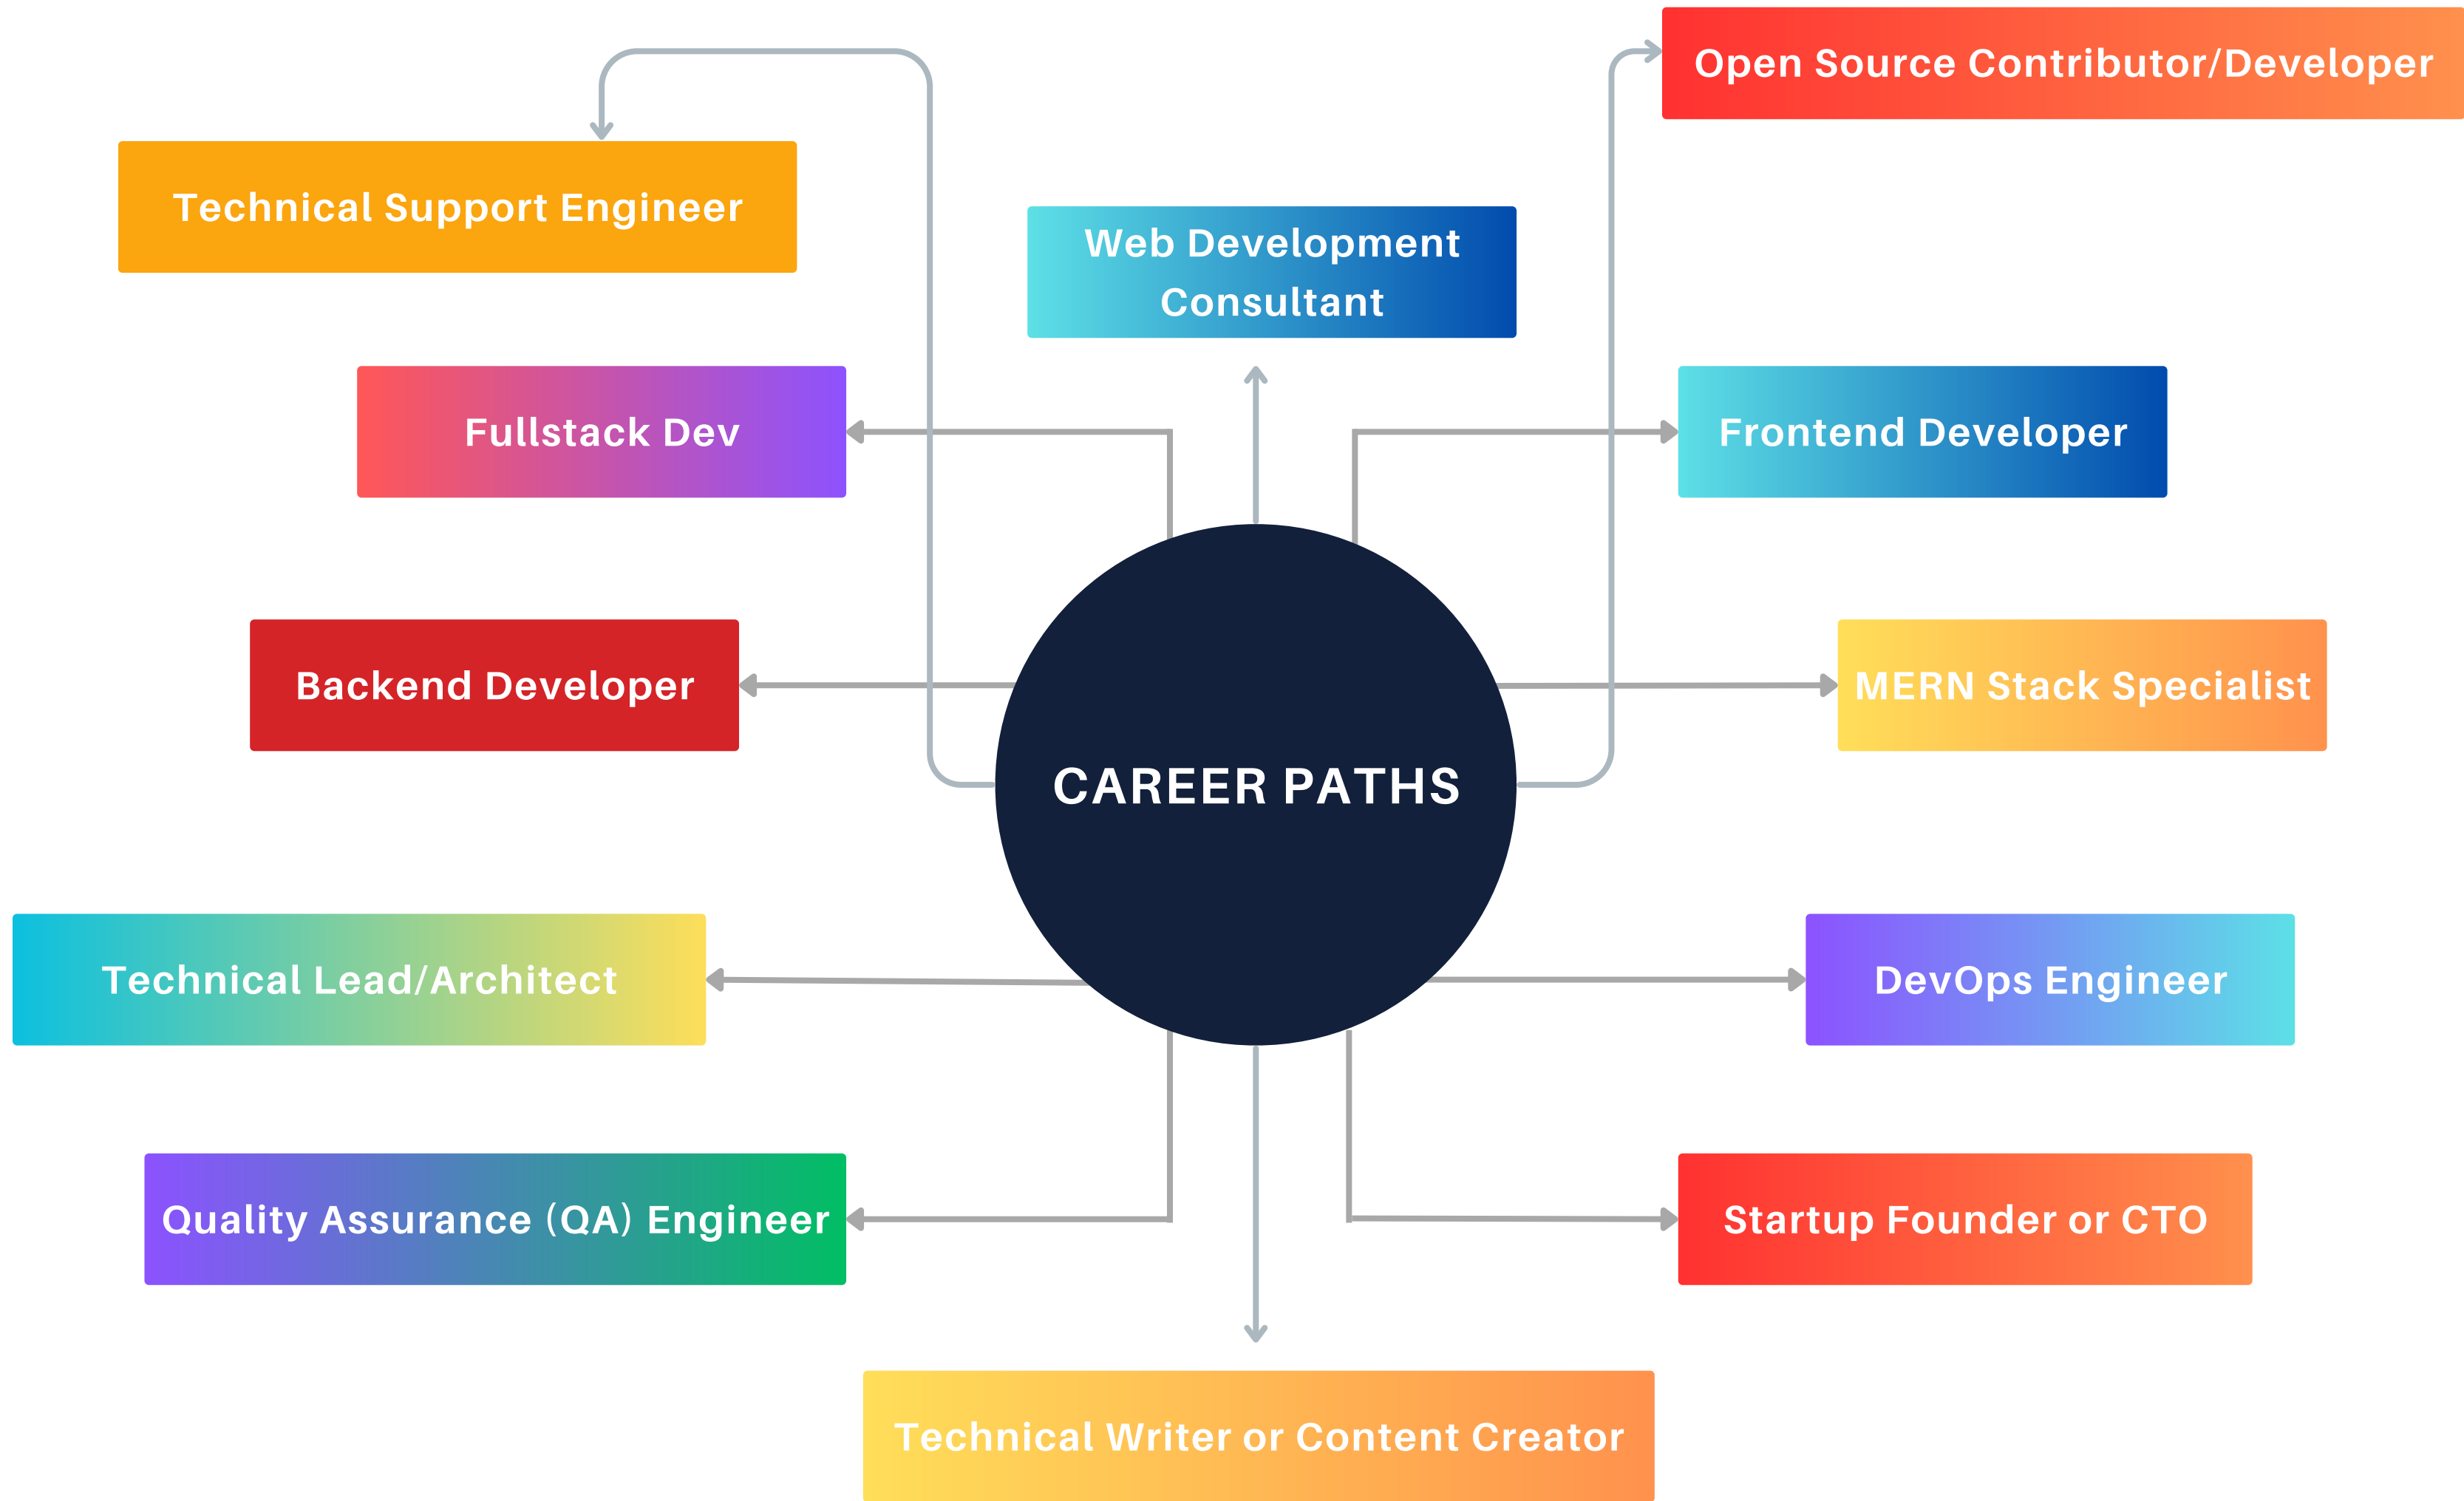 Open Source Contributor/Developer
Technical Support Engineer
Web Development
Consultant
Fullstack Dev
Frontend Developer
Backend Developer
MERN Stack Specialist
CAREER PATHS
Technical Lead/Architect
DevOps Engineer
Quality Assurance (QA) Engineer
Startup Founder or CTO
Technical Writer or Content Creator